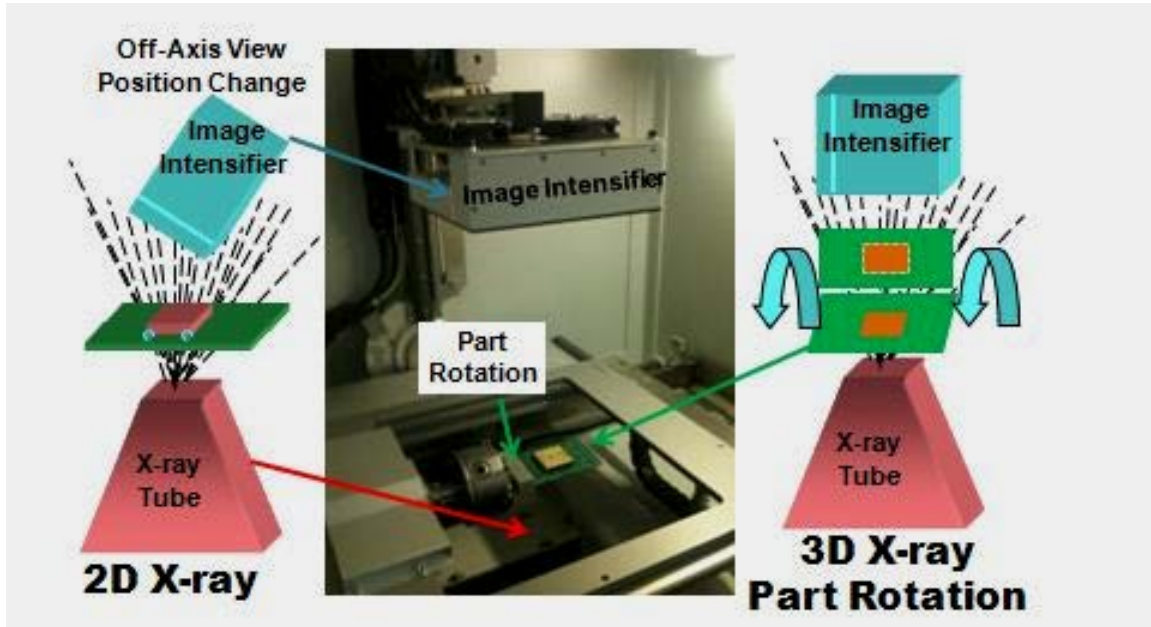 Off-Axis View
Position Change
Image
Intensifier
X-ray
Tube
2D X-ray
Image Intensifier
Part
Rotation
Image
Intensifier
X-ray
Tube
3D X-ray
Part Rotation